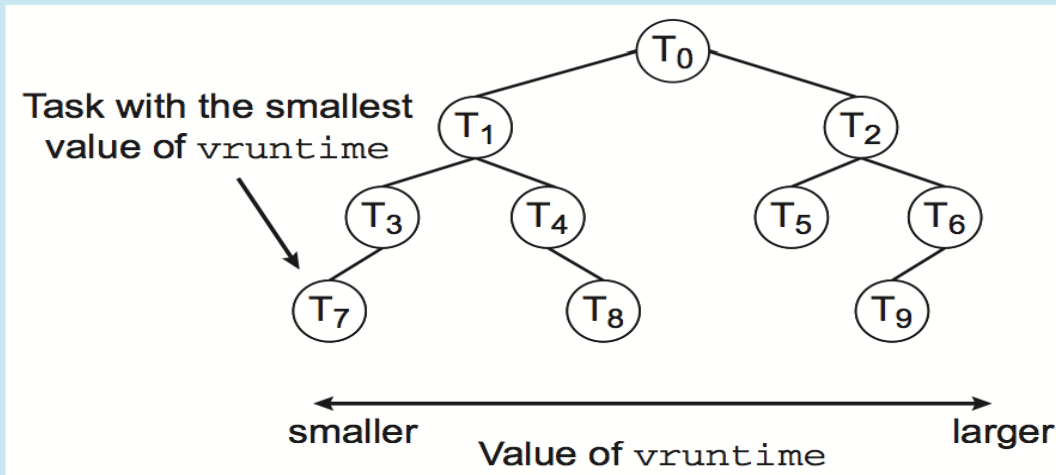 T₀
Task with the smallest
value of vruntime
T₁
T₂
T₃
T₄
T₅
T₆
T₇
T₈
T₉
smaller
larger
Value of vruntime